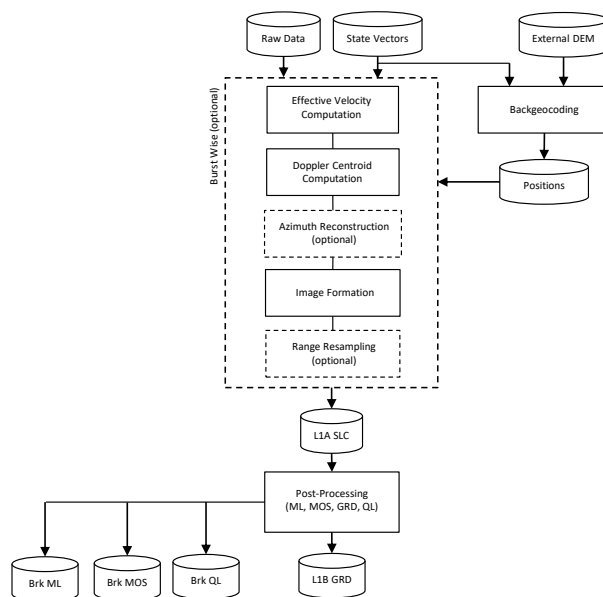 Raw Data
State Vectors
External DEM
Burst Wise (optional)
Effective Velocity
Computation
Backgeocoding
Doppler Centroid
Computation
Positions
Azimuth Reconstruction
(optional)
Image Formation
Range Resampling
(optional)
L1A SLC
Post-Processing
(ML, MOS, GRD, QL)
Brk ML
Brk MOS
Brk QL
L1B GRD